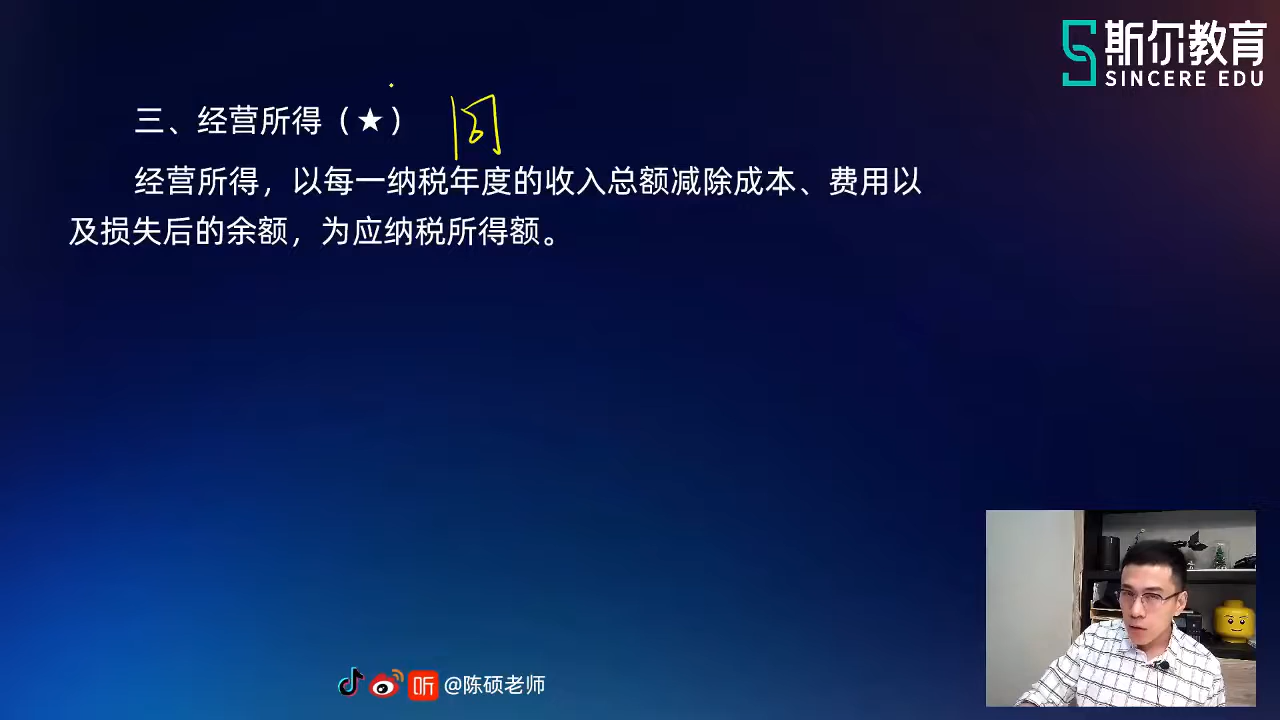 斯尔教育
SINCERE EDU
三、经营所得（★）
经营所得，以每一纳税年度的收入总额减除成本、费用以
及损失后的余额，为应纳税所得额。
听 @陈硕老师